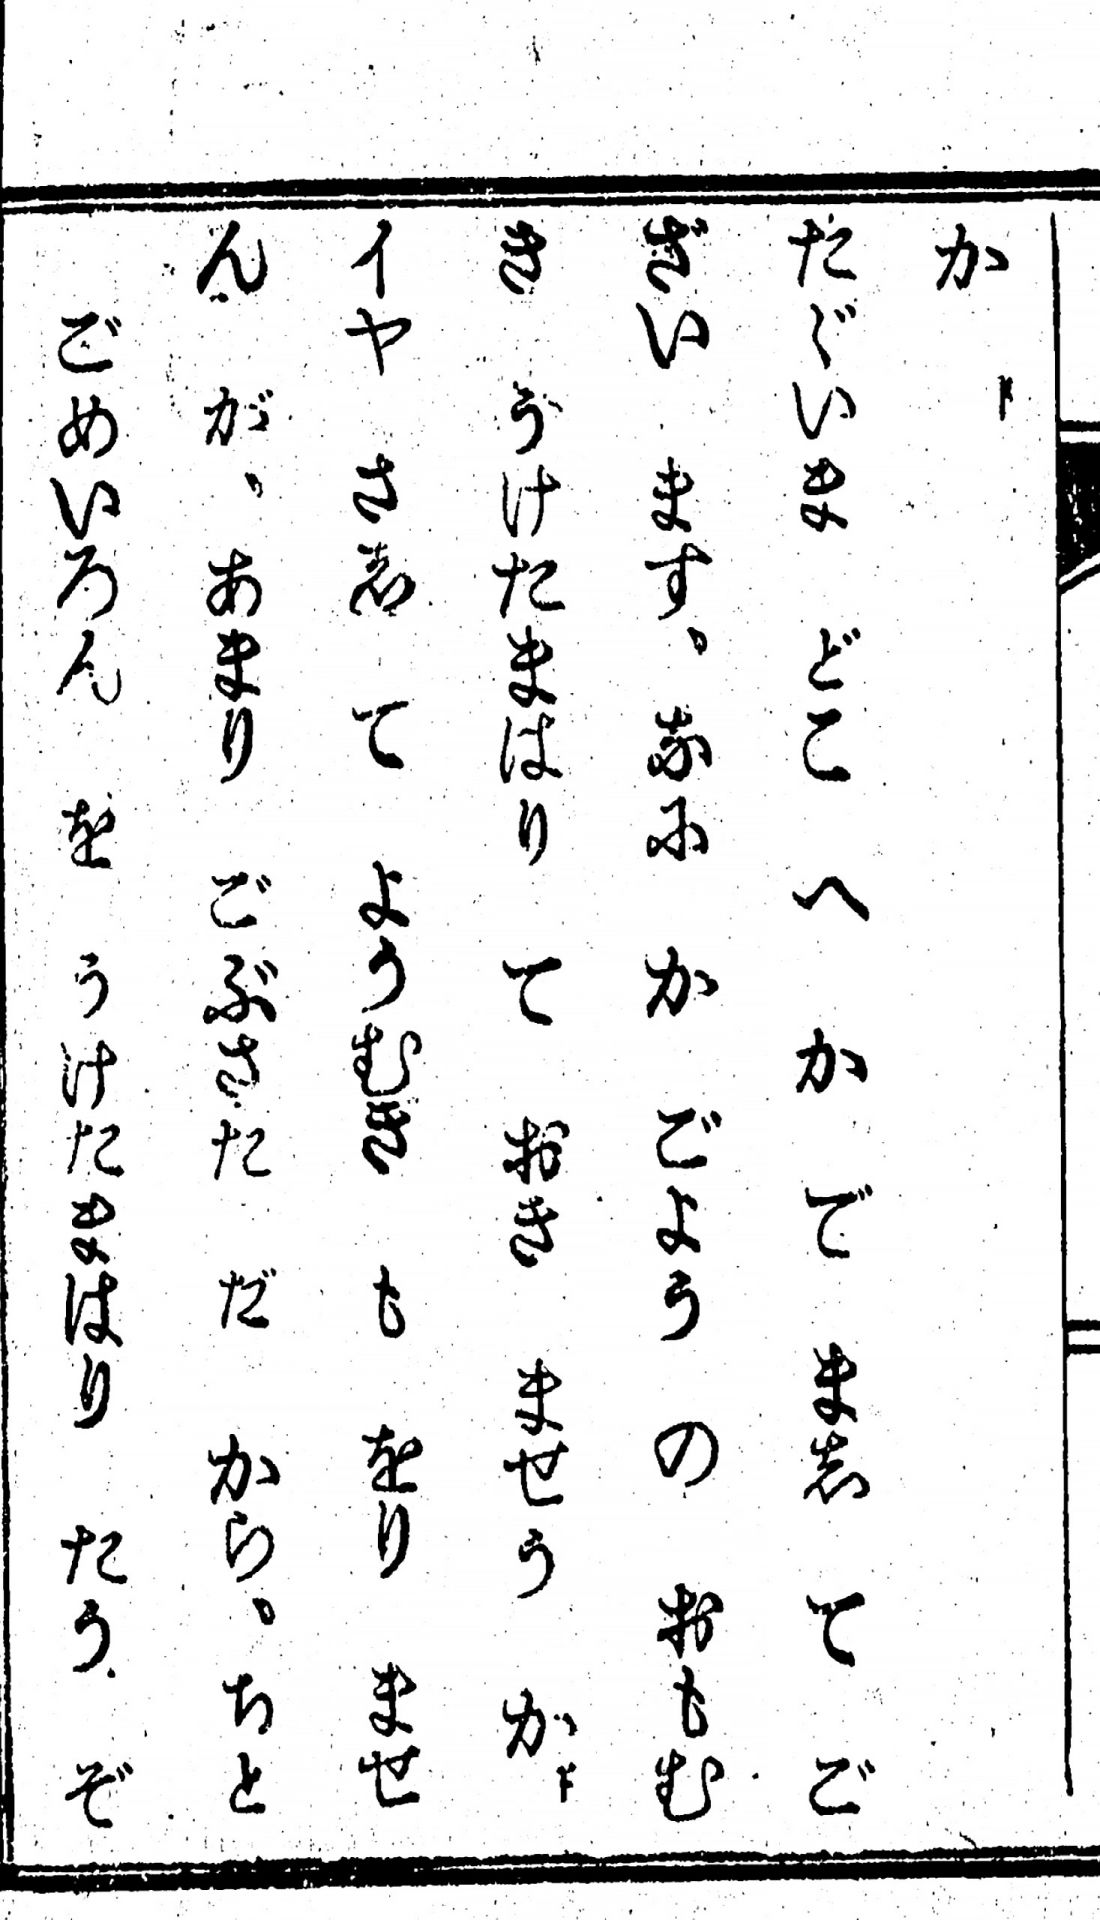 か
たゞいま どこ へ かで ましてご
ざい ます、なに か ごよう の おもむ
き うけたまはり て おき ませう か
イヤ さして ようむき も をり ませ
ん が、あまり ごぶさた だ から、ちと
ごめいろん を うけたまはり たう ぞ